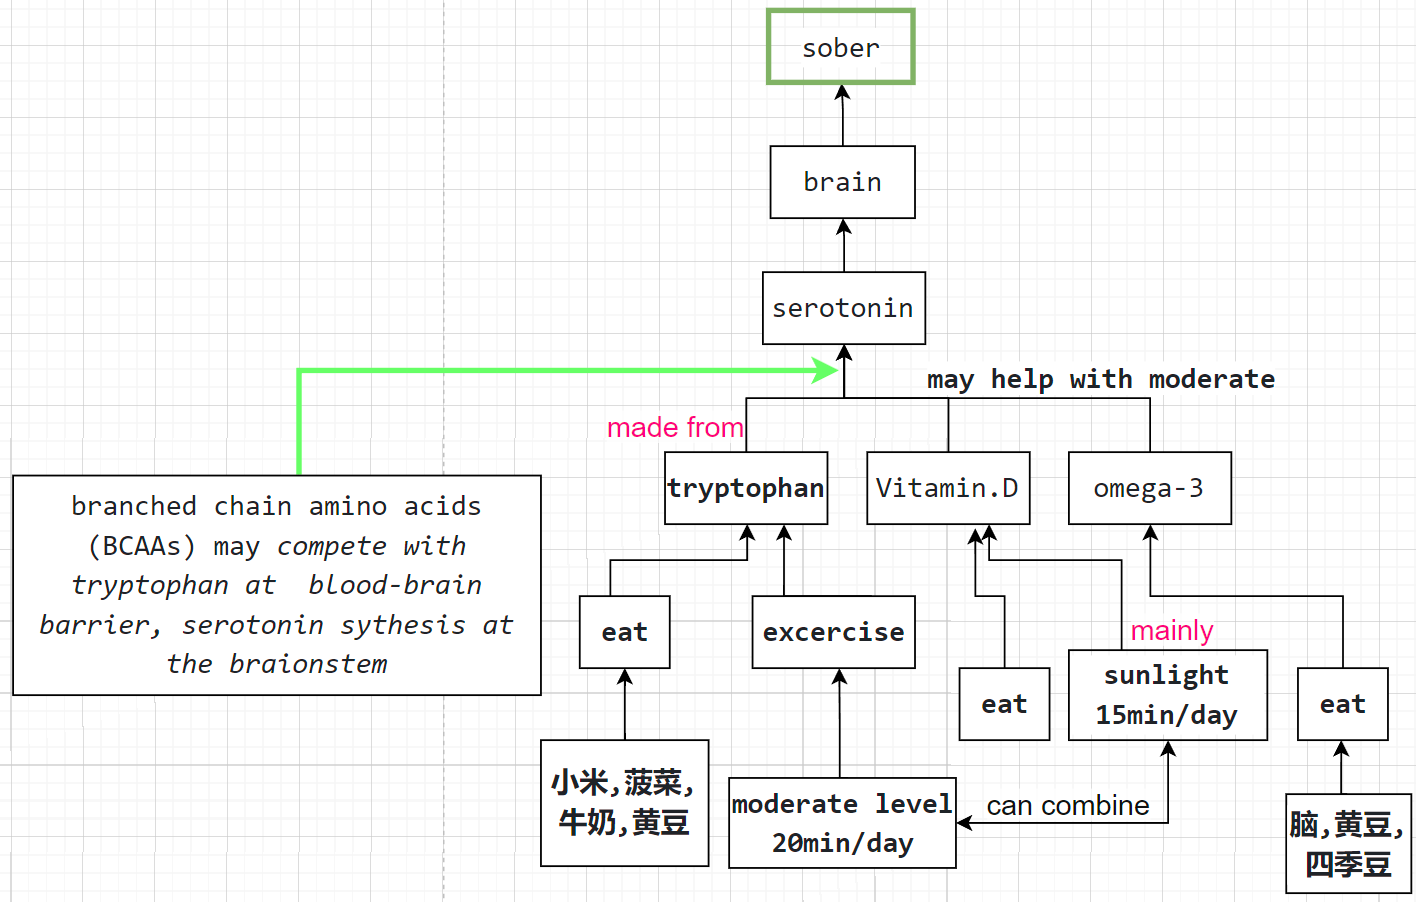 sober
brain
serotonin
may help with moderate
made from
tryptophan
Vitamin.D
omega-3
branched chain amino acids
(BCAAs) may compete with
tryptophan at blood-brain
barrier, serotonin sythesis at
the braionstem
eat
excercise
mainly
sunlight
15min/day
eat
eat
小米,菠菜,
牛奶,黄豆
moderate level
20min/day
can combine
脑,黄豆,
四季豆